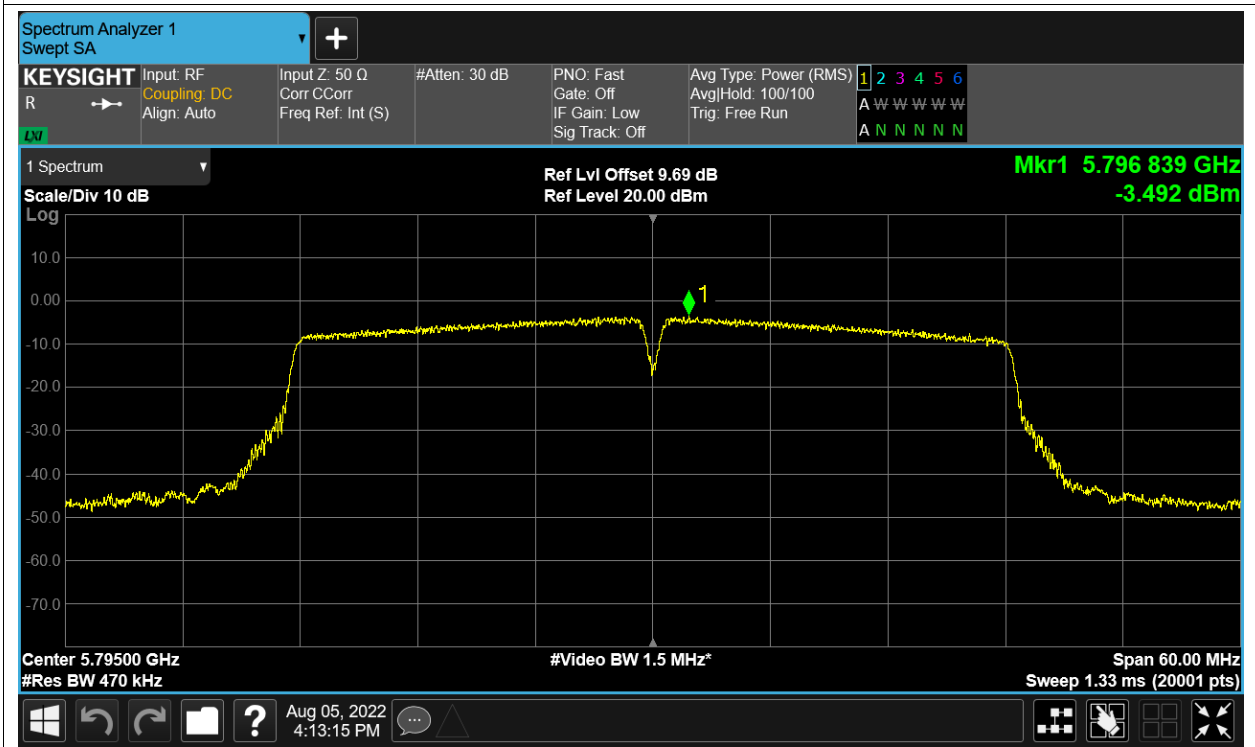 Spectrum Analyzer 1
Swept SA
KEYSIGHT
R
LXI
Input: RF
Coupling: DC
Align: Auto
Input Z: 50 Ω
Corr CCorr
Freq Ref: Int (S)
#Atten: 30 dB
PNO: Fast
Gate: Off
IF Gain: Low
Sig Track: Off
Avg Type: Power (RMS)
Avg|Hold: 100/100
Trig: Free Run
1 2 3 4 5 6
A W W W W W
A N N N N N
1 Spectrum
Scale/Div 10 dB
Log
Ref Lvl Offset 9.69 dB
Ref Level 20.00 dBm
Mkr1 5.796 839 GHz
-3.492 dBm
10.0
0.00
-10.0
-20.0
-30.0
-40.0
-50.0
-60.0
-70.0
1
Center 5.79500 GHz
#Res BW 470 kHz
#Video BW 1.5 MHz*
Span 60.00 MHz
Sweep 1.33 ms (20001 pts)
?
Aug 05, 2022
4:13:15 PM